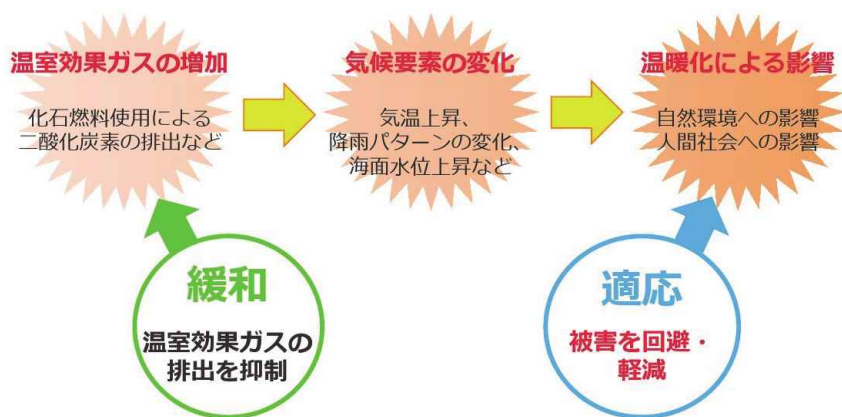 温室効果ガスの増加
化石燃料使用による
二酸化炭素の排出など
気候要素の変化
気温上昇、
降雨パターンの変化、
海面水位上昇など
温暖化による影響
自然環境への影響
人間社会への影響
緩和
温室効果ガスの
排出を抑制
適応
被害を回避・
軽減